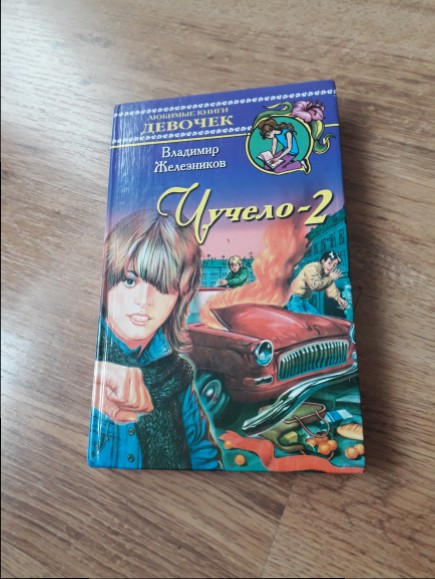 ЛЮБИМЫЕ КНИГИ
ДЕВОЧЕК
Владимир
Железников
Чучело-2